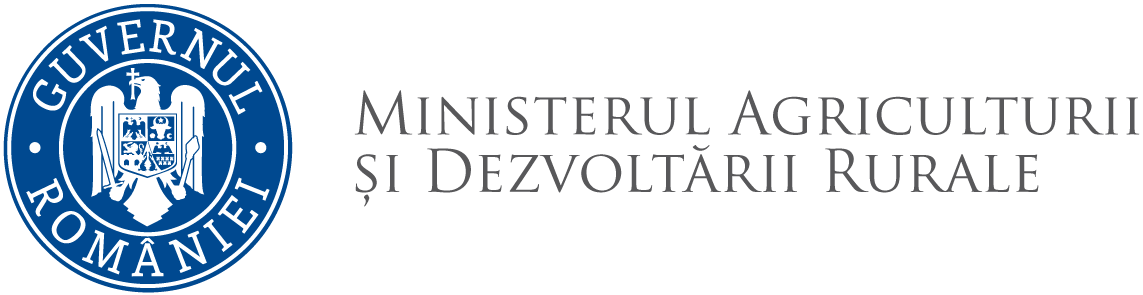 GUVERNUL
ROMÂNIEI
MINISTERUL AGRICULTURII
ȘI DEZVOLTĂRII RURALE